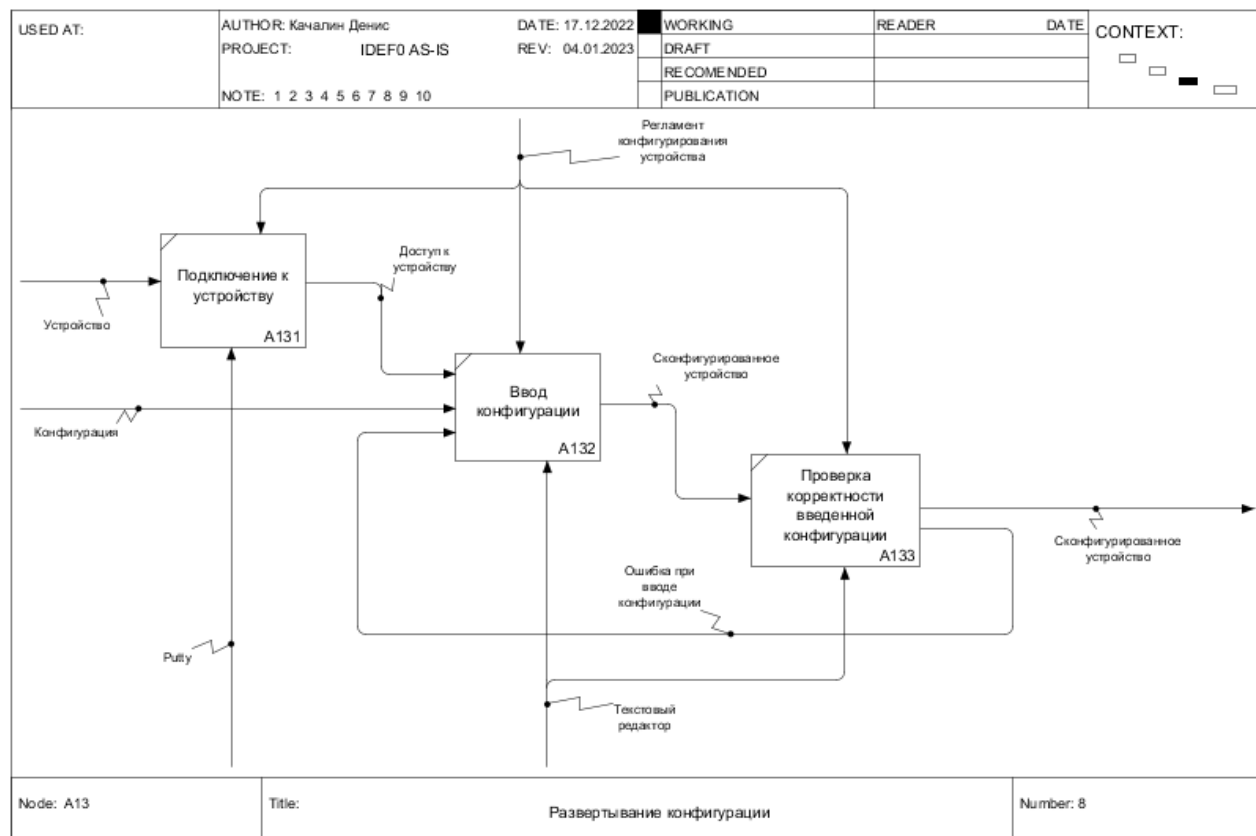 USED AT:
AUTHOR: Качалин Денис
DATE: 17.12.2022
PROJECT: IDEF0 AS-IS
REV: 04.01.2023
NOTE: 1 2 3 4 5 6 7 8 9 10
WORKING
DRAFT
RECOMENDED
PUBLICATION
READER
DATE
CONTEXT:
Регламент
конфигурирования
устройства
Подключение к
устройству
A131
Доступ к
устройству
Устройство
Ввод
конфигурации
A132
Сконфигурированное
устройство
Конфигурация
Проверка
корректности
введенной
конфигурации
A133
Сконфигурированное
устройство
Ошибка при
вводе
конфигурации
Putty
Текстовый
редактор
Node: A13
Title:
Развертывание конфигурации
Number: 8